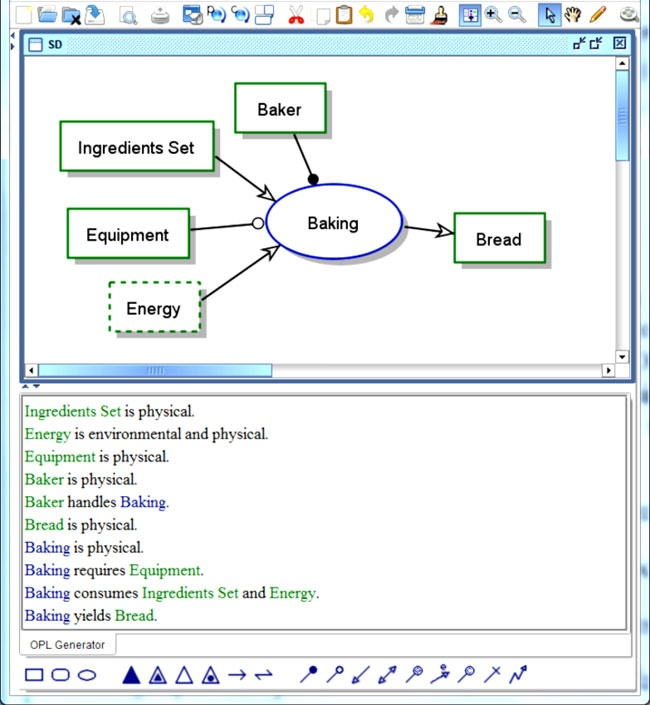 SD
Baker
Ingredients Set
Baking
Equipment
Bread
Energy
Ingredients Set is physical.
Energy is environmental and physical.
Equipment is physical.
Baker is physical.
Baker handles Baking.
Bread is physical.
Baking is physical.
Baking requires Equipment.
Baking consumes Ingredients Set and Energy.
Baking yields Bread.
OPL Generator